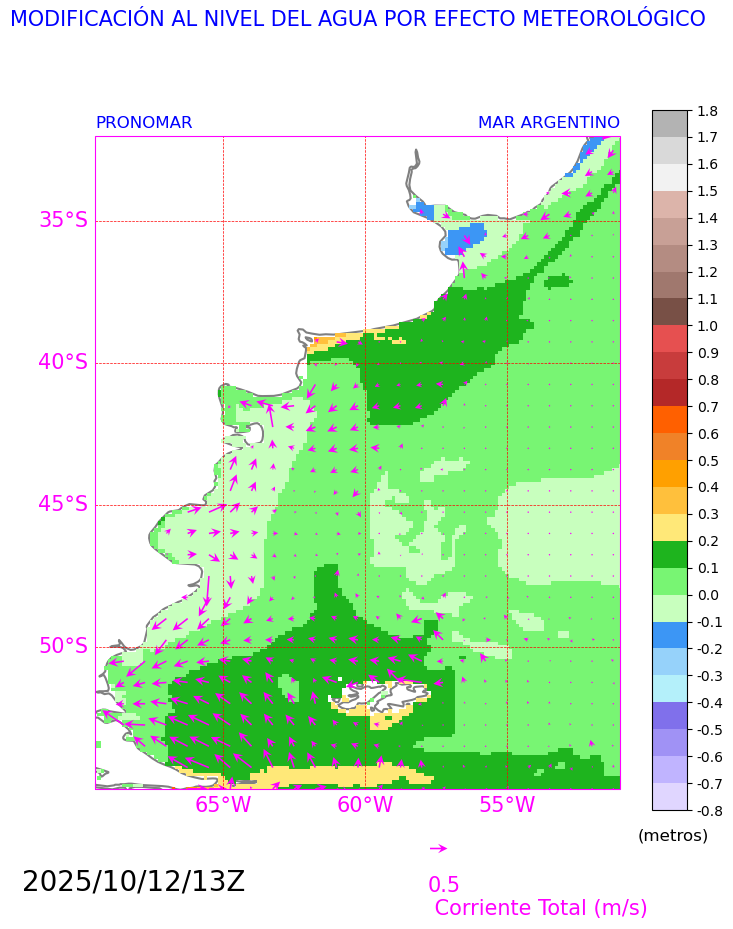 MODIFICACIÓN AL NIVEL DEL AGUA POR EFECTO METEOROLÓGICO
PRONOMAR
MAR ARGENTINO
35°S
40°S
45°S
50°S
65°W
60°W
55°W
1.8
1.7
1.6
1.5
1.4
1.3
1.2
1.1
1.0
0.9
0.8
0.7
0.6
0.5
0.4
0.3
0.2
0.1
0.0
-0.1
-0.2
-0.3
-0.4
-0.5
-0.6
-0.7
-0.8
(metros)
2025/10/12/13Z
0.5
Corriente Total (m/s)